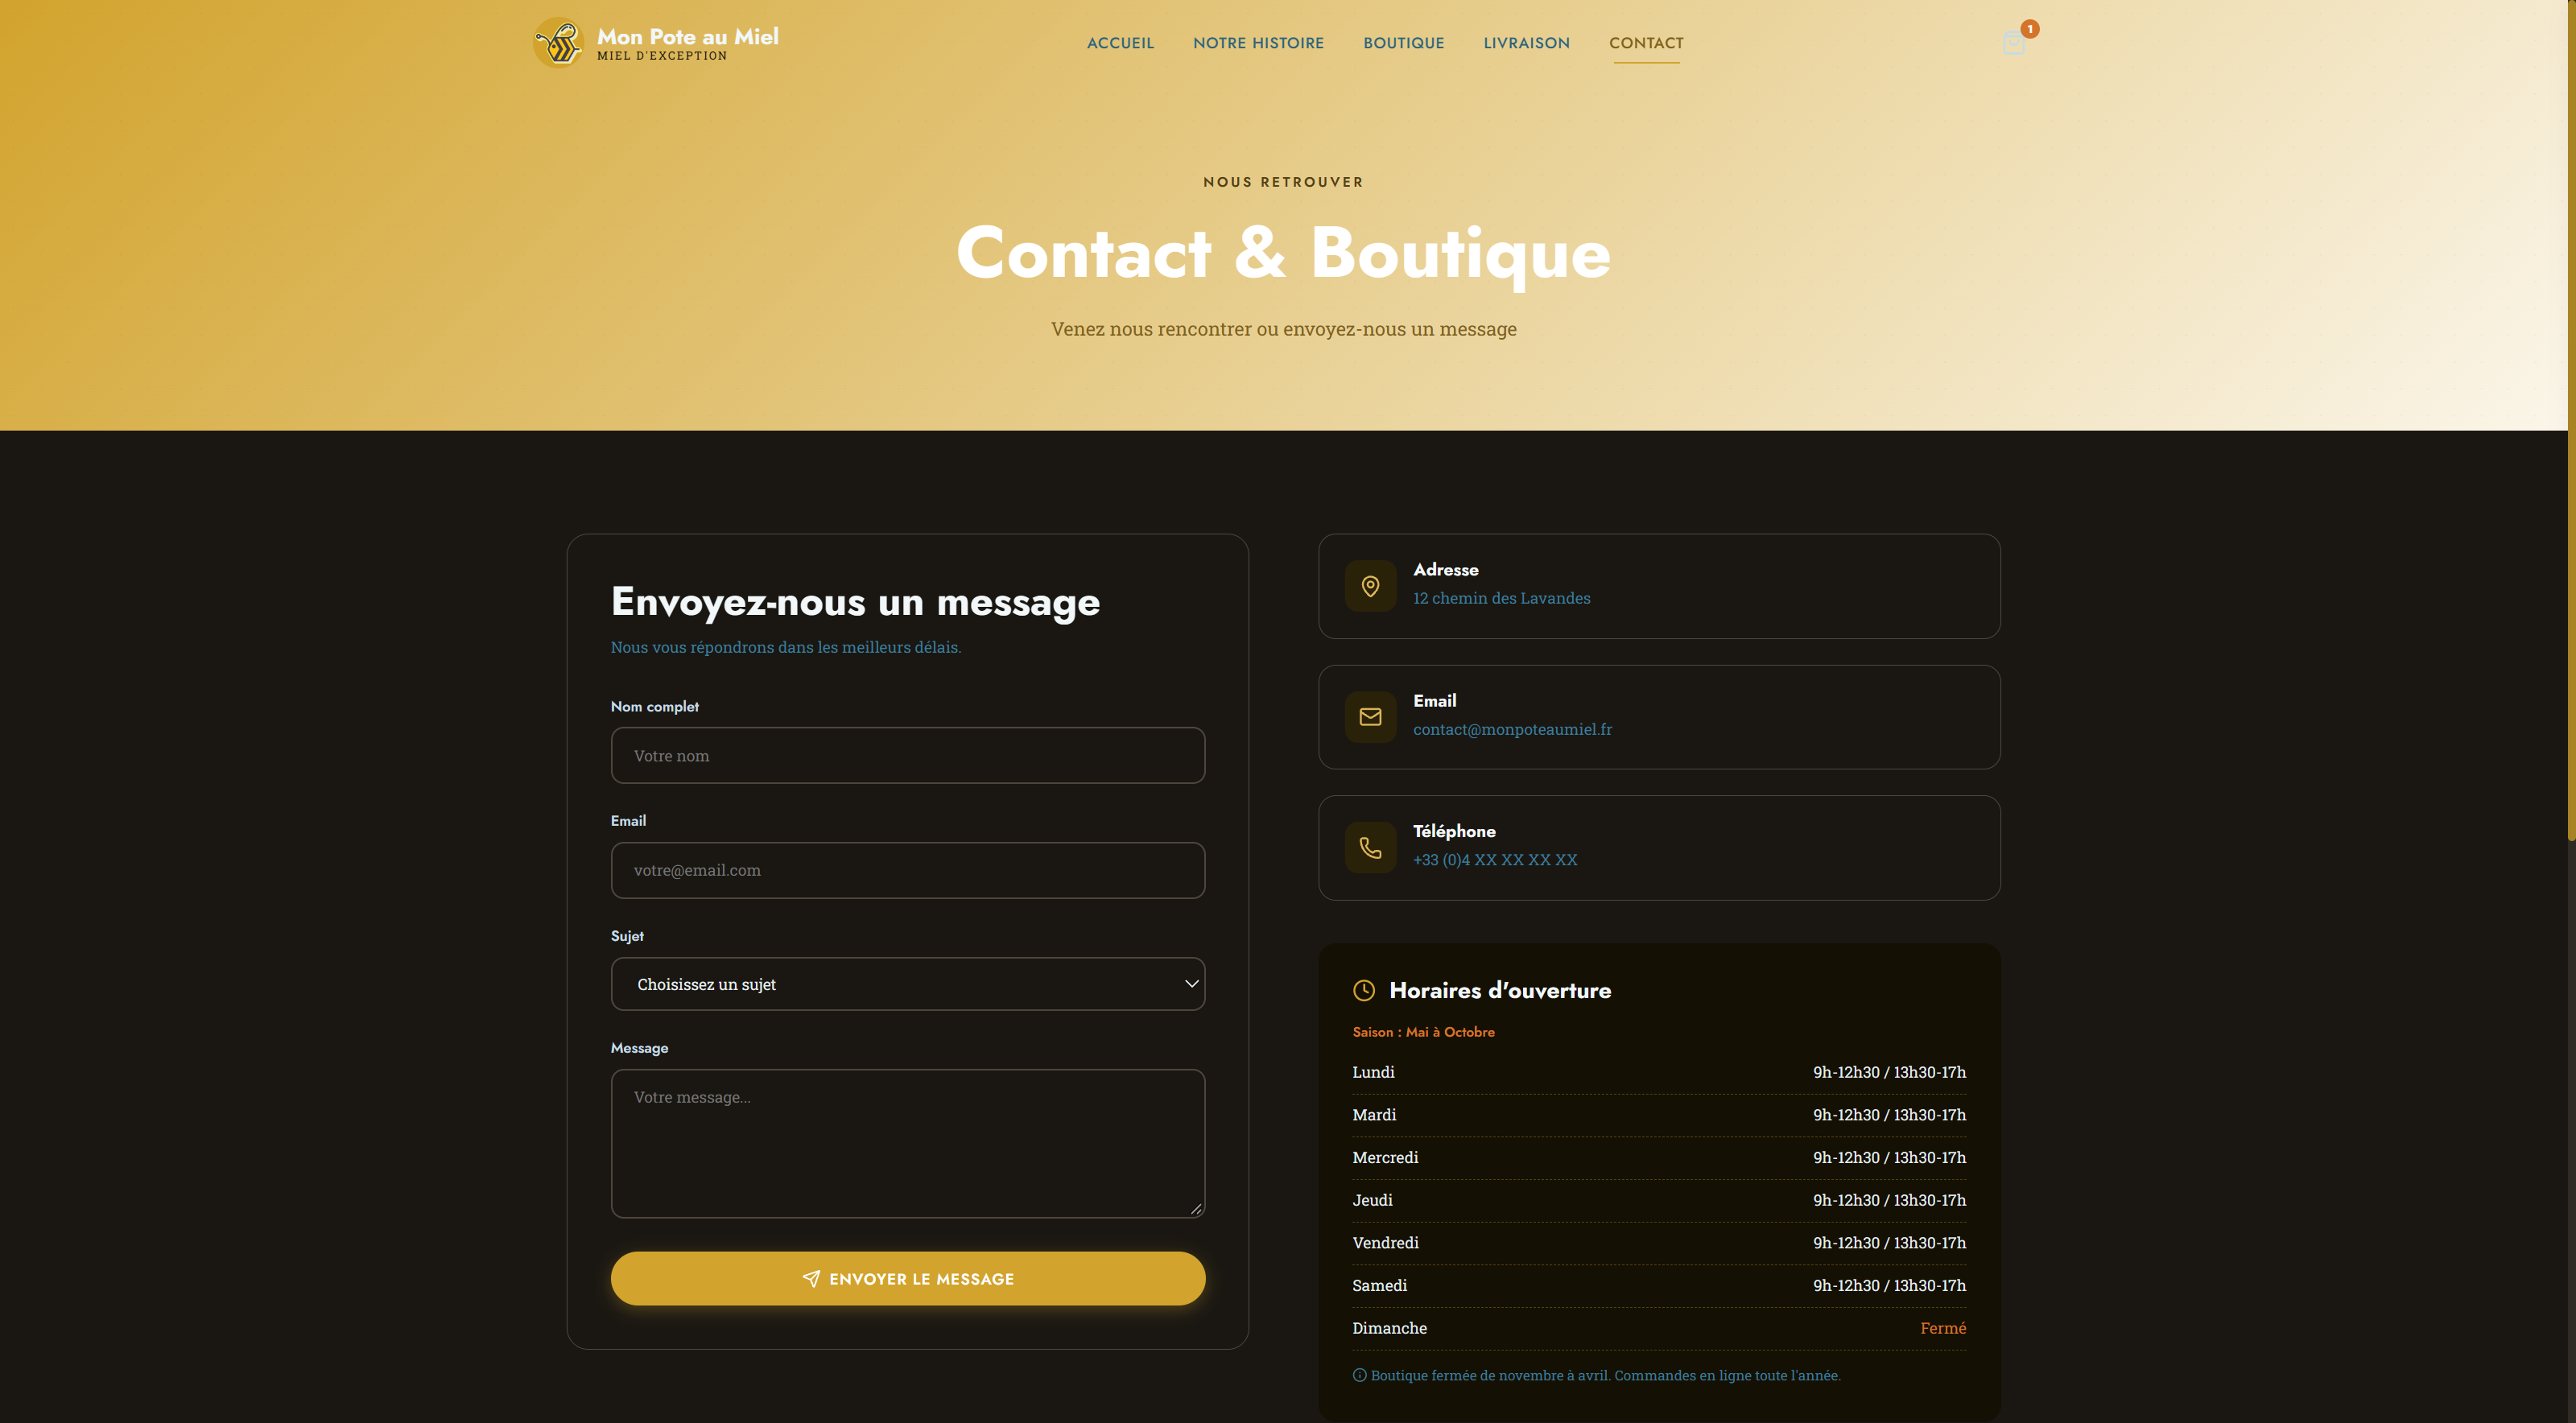 Mon Pote au Miel
MIEL D'EXCEPTION
ACCUEIL
NOTRE HISTOIRE
BOUTIQUE
LIVRAISON
CONTACT
1
NOUS RETROUVER
Contact & Boutique
Venez nous rencontrer ou envoyez-nous un message
Envoyez-nous un message
Nous vous répondrons dans les meilleurs délais.
Nom complet
Votre nom
Email
votre@email.com
Sujet
Choisissez un sujet
Message
Votre message...
ENVOYER LE MESSAGE
Adresse
12 chemin des Lavandes
Email
contact@monpoteaumiel.fr
Téléphone
+33 (0)4 XX XX XX XX
Horaires d'ouverture
Saison : Mai à Octobre
Lundi 9h-12h30 / 13h30-17h
Mardi 9h-12h30 / 13h30-17h
Mercredi 9h-12h30 / 13h30-17h
Jeudi 9h-12h30 / 13h30-17h
Vendredi 9h-12h30 / 13h30-17h
Samedi 9h-12h30 / 13h30-17h
Dimanche Fermé
Boutique fermée de novembre à avril. Commandes en ligne toute l'année.